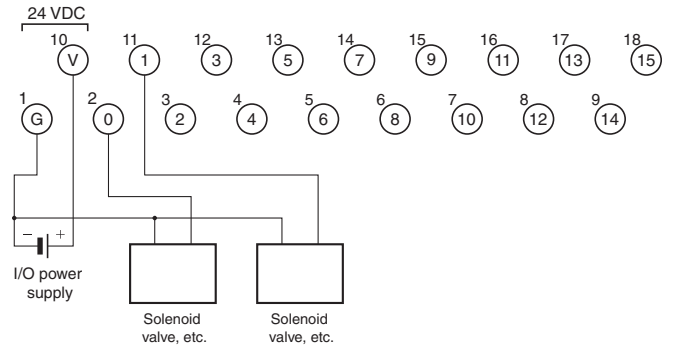 24 VDC
10 11 12 13 14 15 16 17 18
V 1 3 5 7 9 11 13 15
1 2 3 4 5 6 7 8 9
G 0 2 4 6 8 10 12 14
− +
I/O power
supply
Solenoid
valve, etc.
Solenoid
valve, etc.